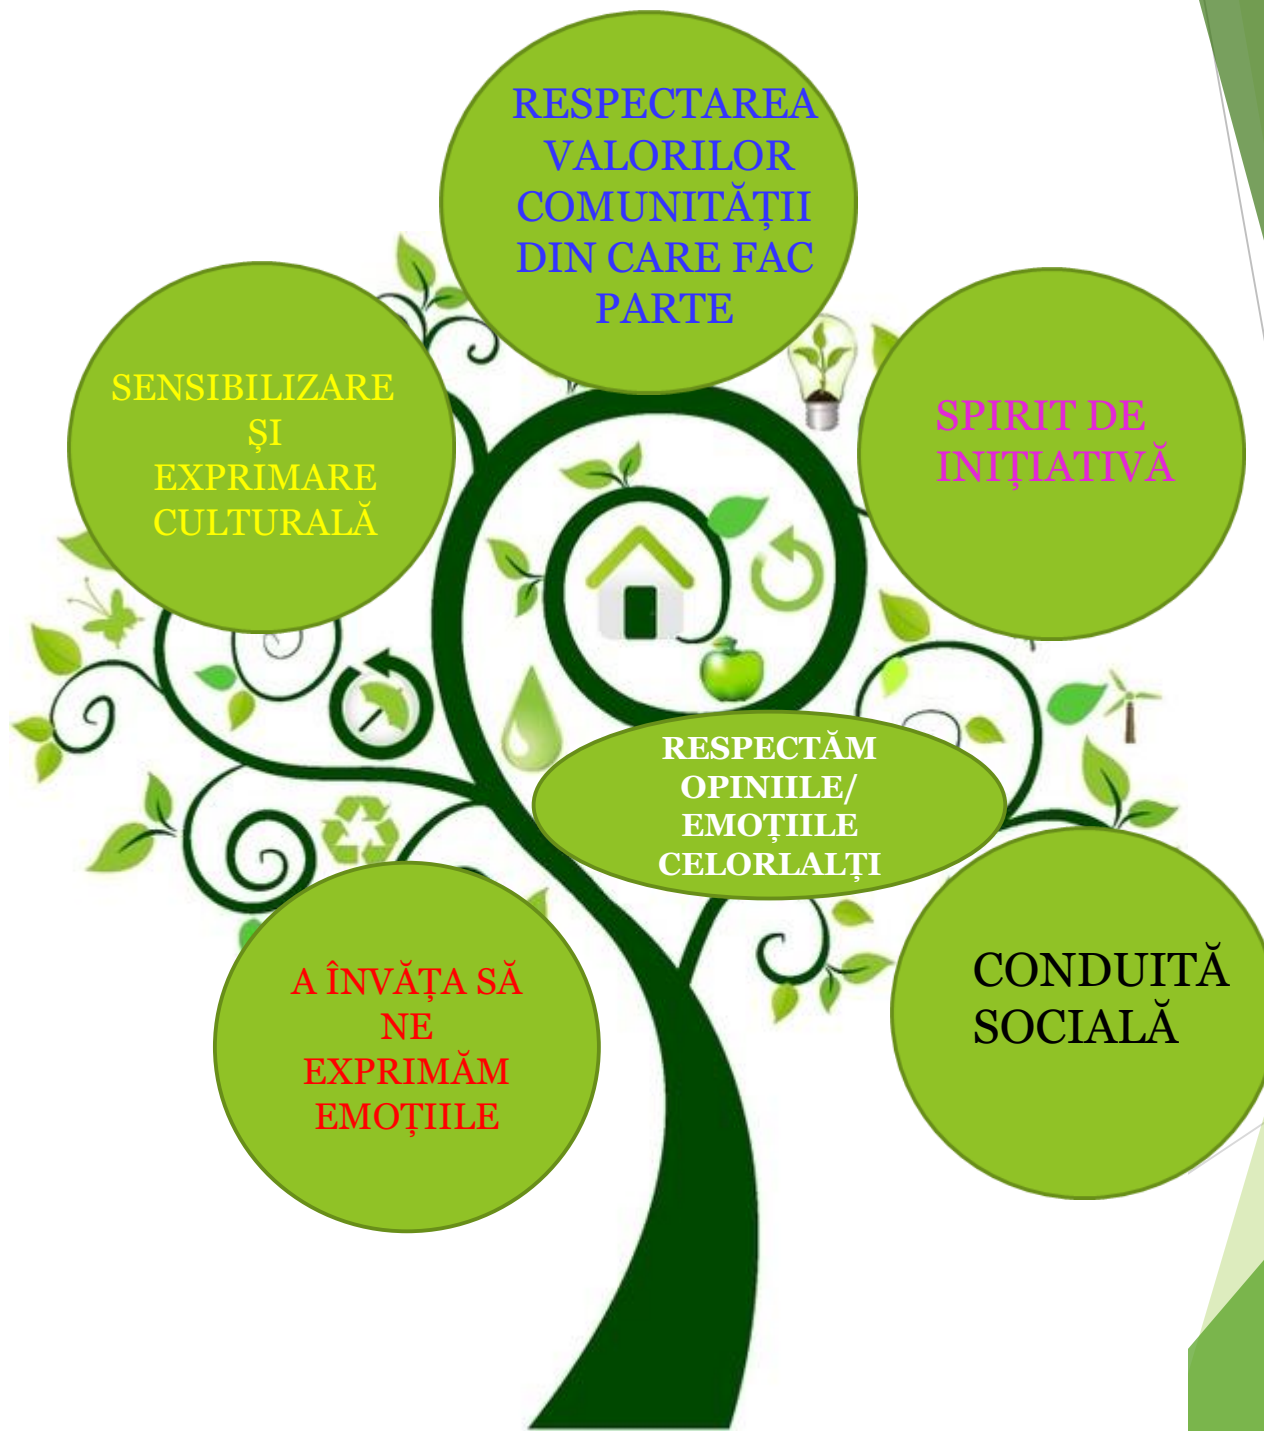 RESPECTAREA
VALORILOR
COMUNITĂȚII
DIN CARE FAC
PARTE
SENSIBILIZARE
ȘI
EXPRIMARE
CULTURALĂ
SPIRIT DE
INIȚIATIVĂ
RESPECTĂM
OPINIILE/
EMOȚIILE
CELORLALȚI
A ÎNVĂȚA SĂ
NE
EXPRIMĂM
EMOȚIILE
CONDUITĂ
SOCIALĂ